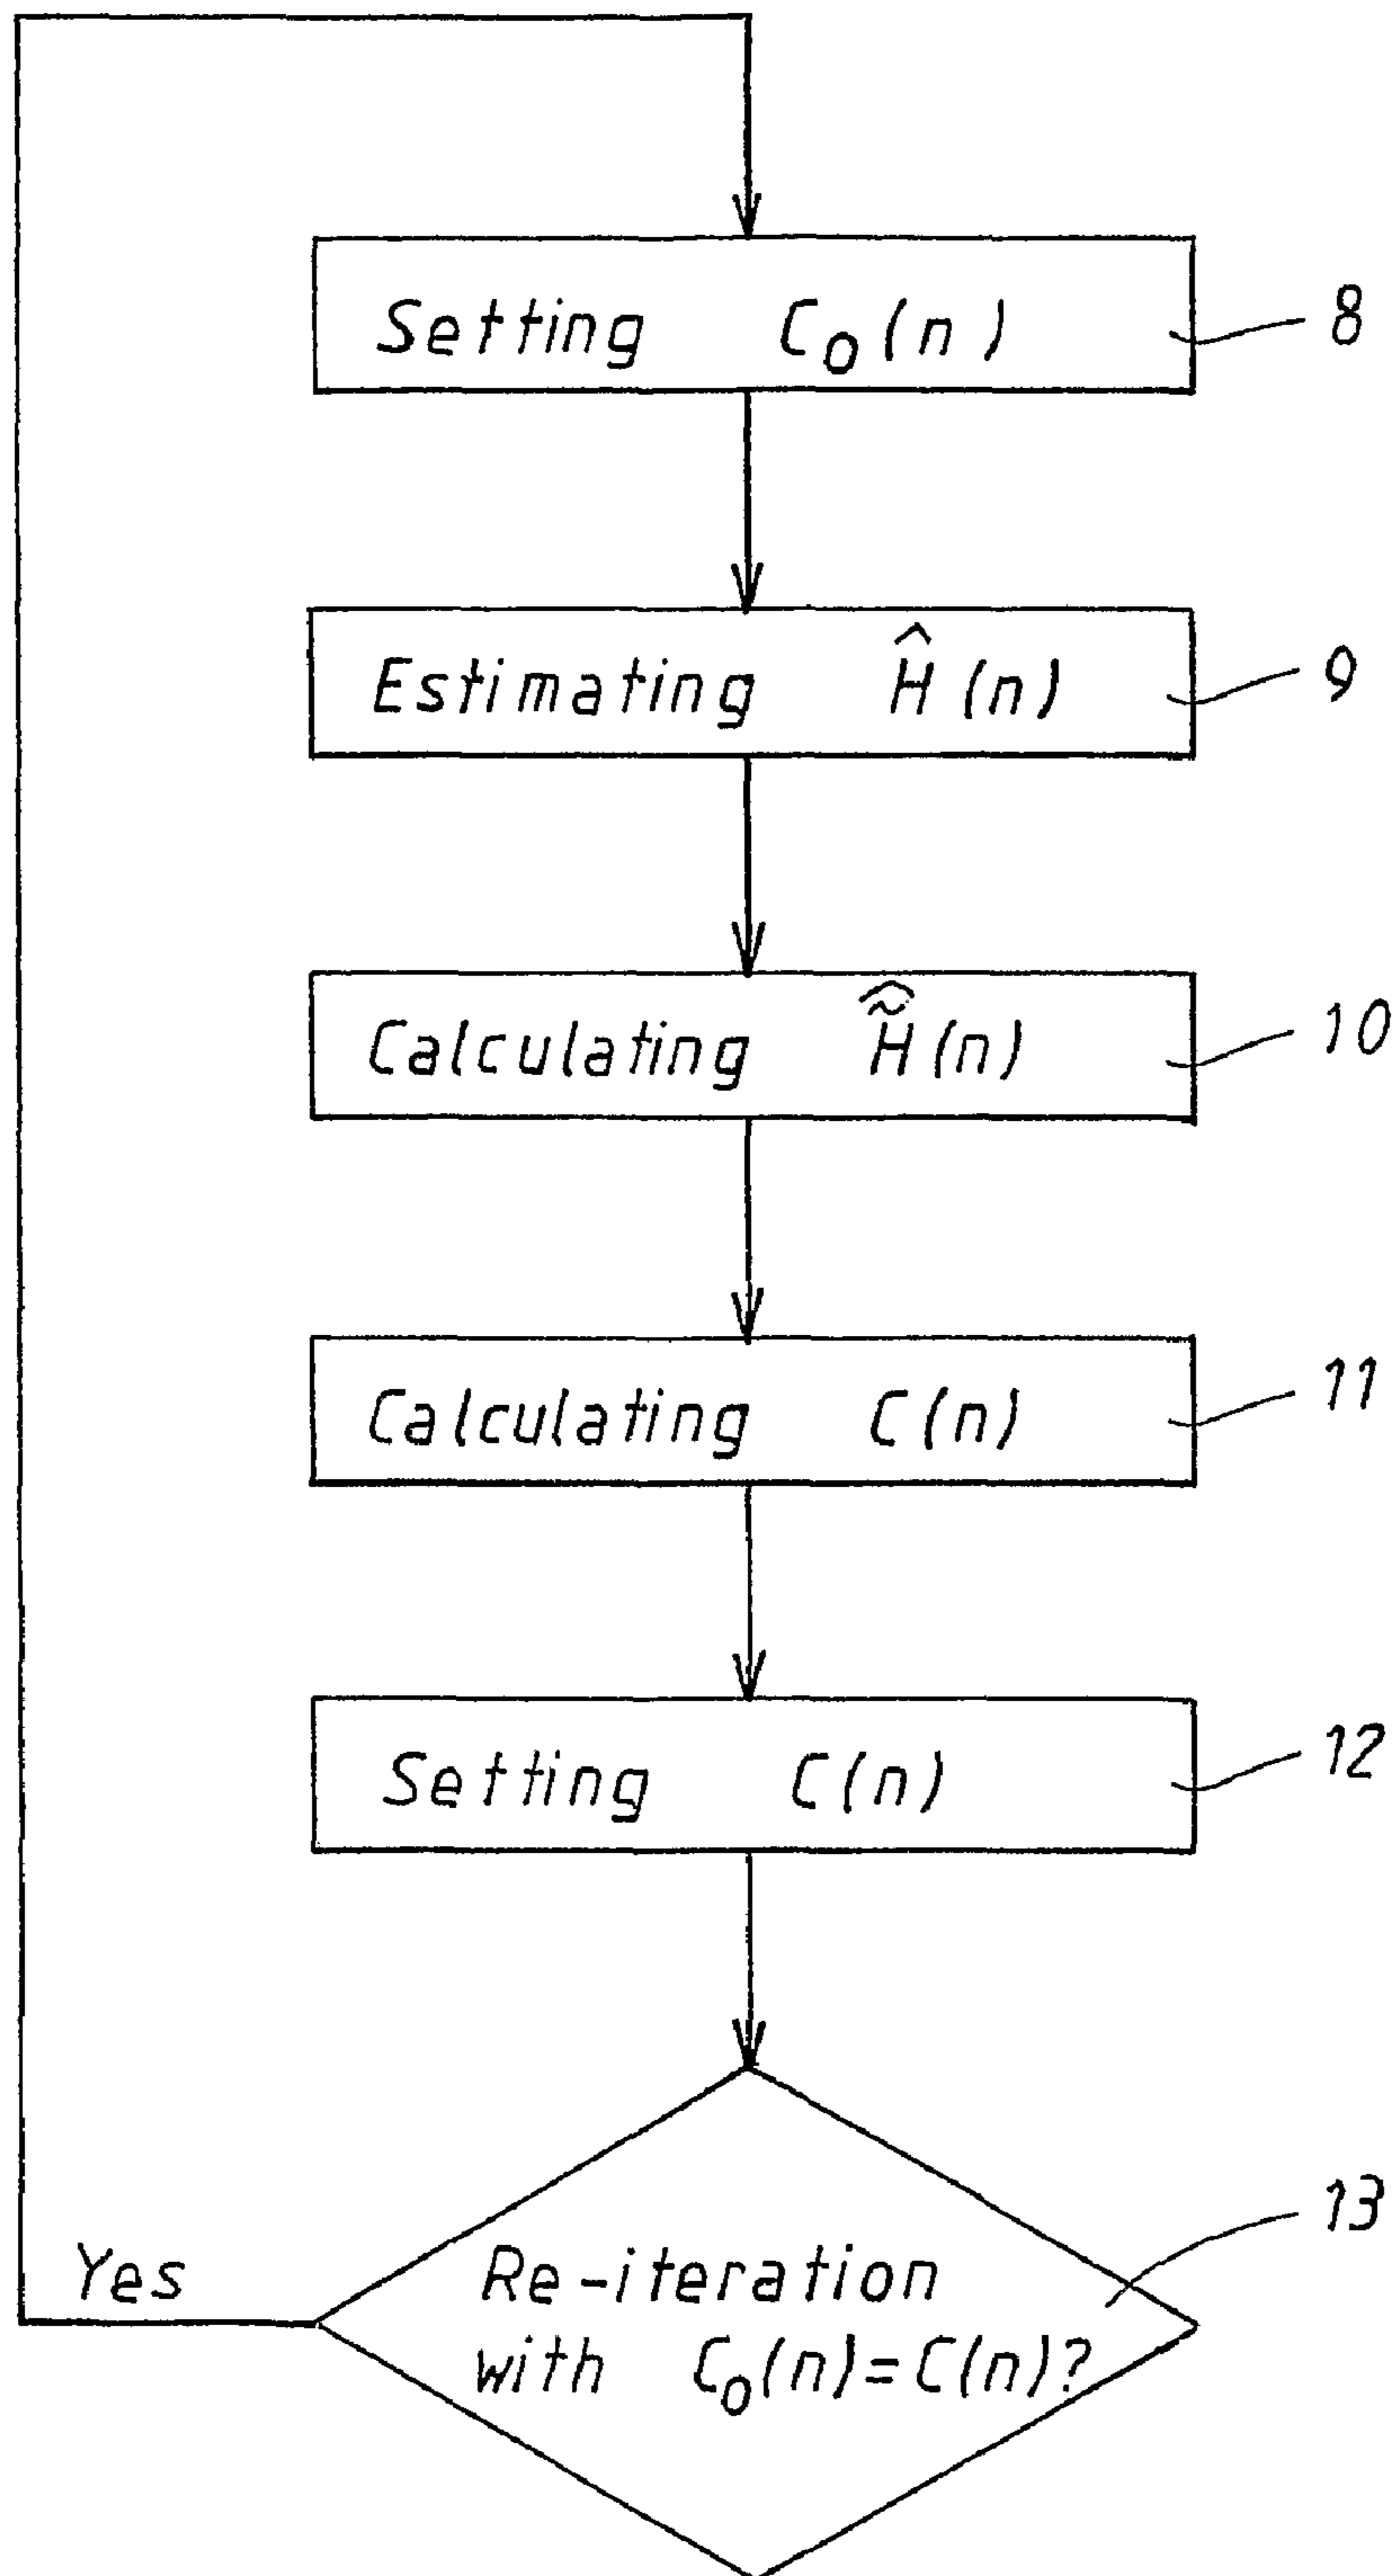 Setting C₀(n) 8
Estimating Ĥ(n) 9
Calculating H̃̂(n) 10
Calculating C(n) 11
Setting C(n) 12
13
Yes
Re-iteration
with C₀(n)=C(n)?